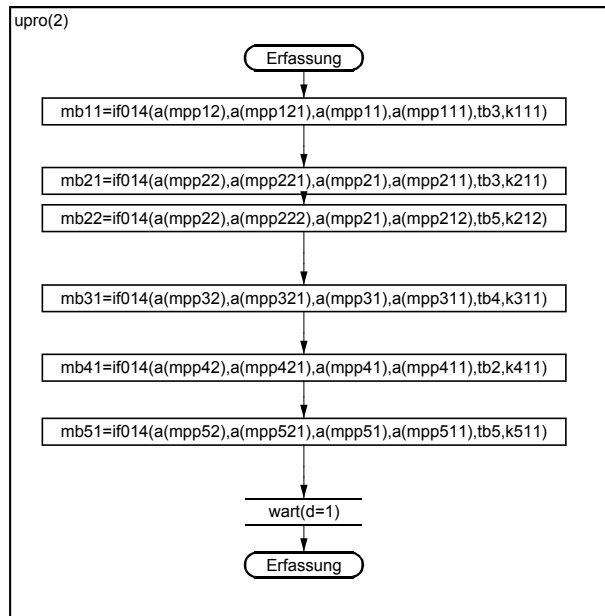 upro(2)
Erfassung
mb11=if014(a(mpp12),a(mpp121),a(mpp11),a(mpp111),tb3,k111)
mb21=if014(a(mpp22),a(mpp221),a(mpp21),a(mpp211),tb3,k211)
mb22=if014(a(mpp22),a(mpp222),a(mpp21),a(mpp212),tb5,k212)
mb31=if014(a(mpp32),a(mpp321),a(mpp31),a(mpp311),tb4,k311)
mb41=if014(a(mpp42),a(mpp421),a(mpp41),a(mpp411),tb2,k411)
mb51=if014(a(mpp52),a(mpp521),a(mpp51),a(mpp511),tb5,k511)
wart(d=1)
Erfassung